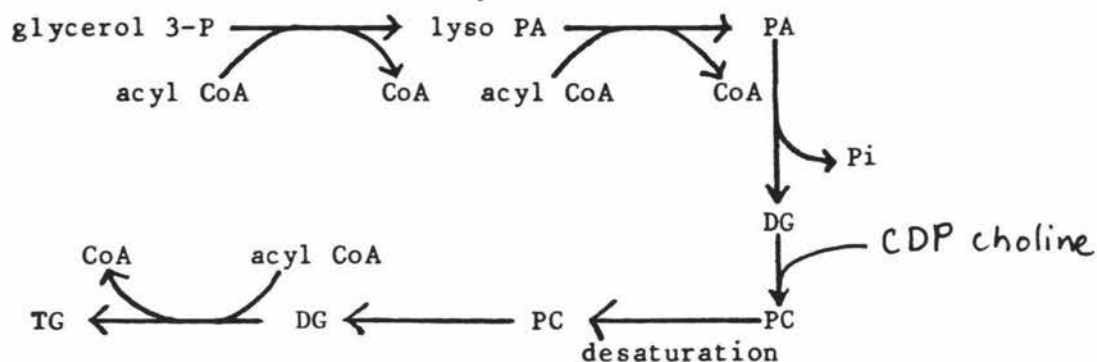 glycerol 3-P lyso PA PA
acyl CoA CoA acyl CoA CoA
Pi
DG
CDP choline
CoA acyl CoA
TG DG PC PC
desaturation